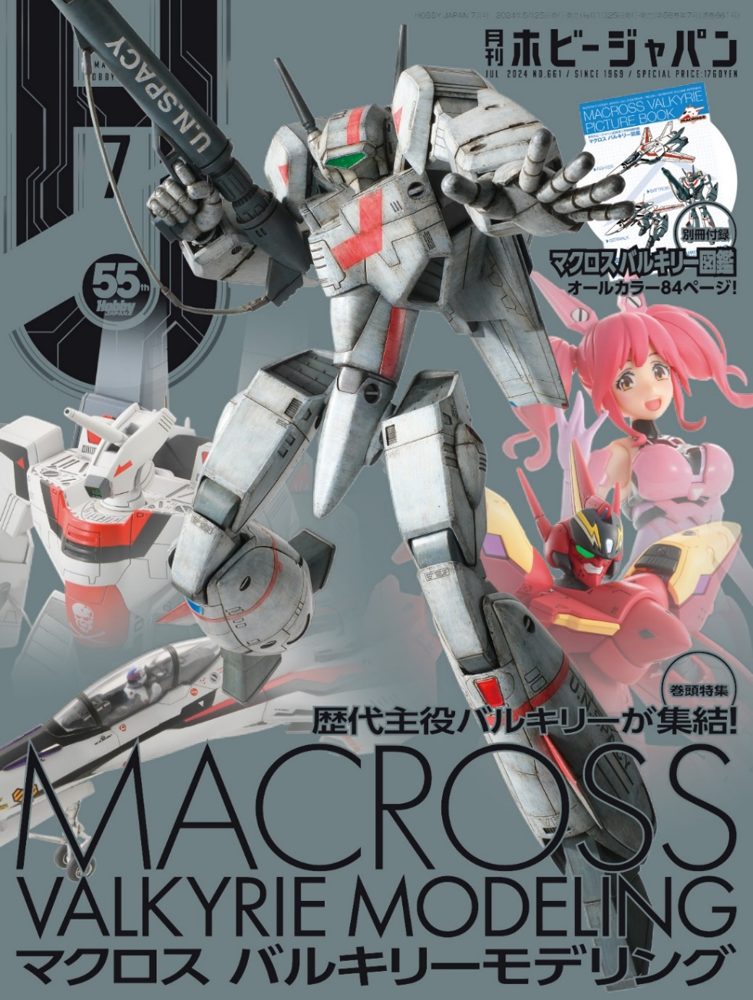 HOBBY JAPAN 7月号
月刊 ホビージャパン
JUL 2024 NO.661 / SINCE 1969 / SPECIAL PRICE:1760YEN
U.N.SPACY
7
MACROSS VALKYRIE
PICTURE BOOK
マクロス バルキリー図鑑
FIGHTER
BATTROID
GERWALK
別冊付録
マクロス バルキリー図鑑
オールカラー84ページ!
55th
Hobby
JAPAN
巻頭特集
歴代主役バルキリーが集結!
MACROSS
VALKYRIE MODELING
マクロス バルキリーモデリング